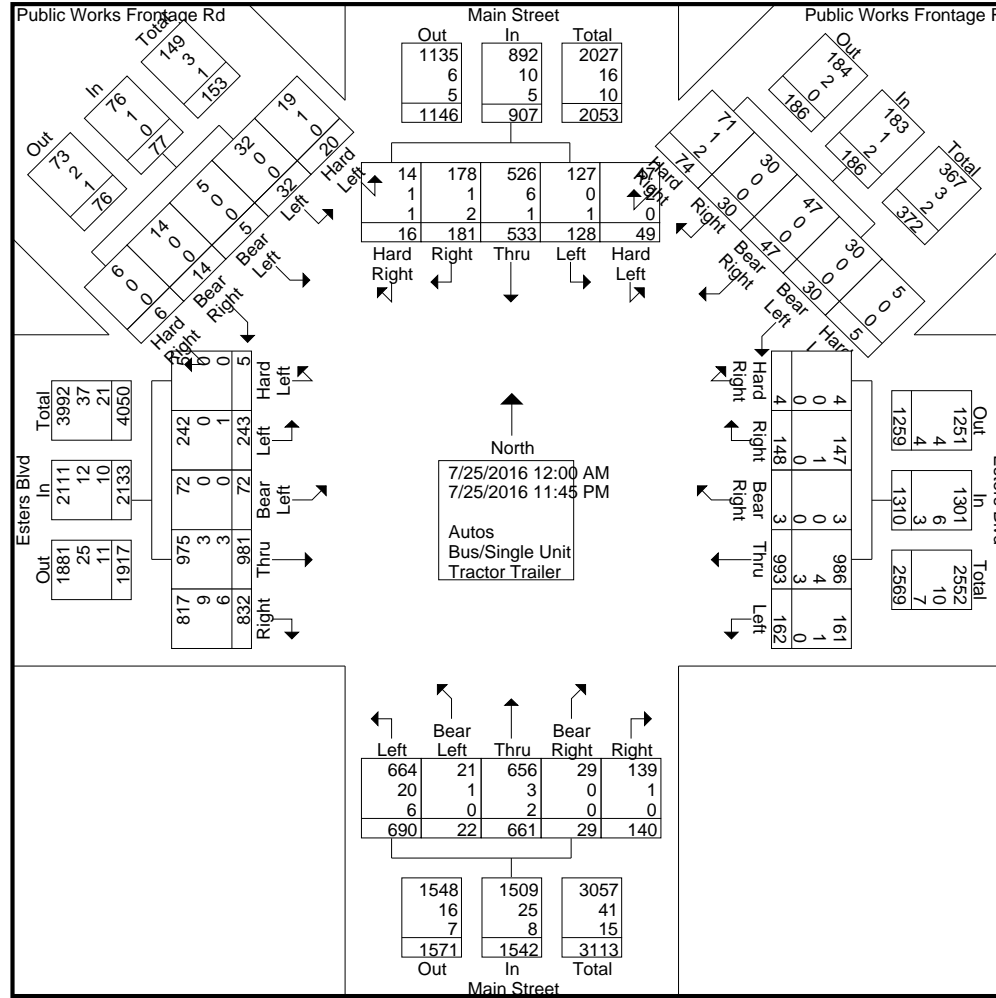 Public Works Frontage Rd
Main Street
Public Works Frontage R
Out In Total
1135 892 2027
6 10 16
5 5 10
1146 907 2053
Total
149
3
1
153
In
76
1
0
77
Out
73
2
1
76
Out
184
2
0
186
In
183
1
2
186
Total
367
3
2
372
19 1 0 20 Hard Left
32 0 0 32 Left
5 0 0 5 Bear Left
14 0 0 14 Bear Right
6 0 0 6 Hard Right
14 178 526 127
1 1 6 0
1 2 1 1 0
16 181 533 128 49
Hard Right Right Thru Left Hard Left
71 1 2 74 Hard Right
30 0 0 30 Right
47 0 0 47 Bear Right
30 0 0 30 Bear Left
5 0 0 5
Esters Blvd
Total
3992
37
21
4050
In
2111
12
10
2133
Out
1881
25
11
1917
0 0 5 Hard Left
242 0 1 243 Left
72 0 0 72 Bear Left
975 3 3 981 Thru
817 9 6 832 Right
North
7/25/2016 12:00 AM
7/25/2016 11:45 PM
Autos
Bus/Single Unit
Tractor Trailer
4 0 0 4 Hard Right
147 1 0 148 Right
3 0 0 3 Bear Right
986 4 3 993 Thru
161 1 0 162 Left
Out
1251
4
4
1259
In
1301
6
3
1310
Total
2552
10
7
2569
Left Bear Left Thru Bear Right Right
664 21 656 29 139
20 1 3 0 1
6 0 2 0 0
690 22 661 29 140
1548 1509 3057
16 25 41
7 8 15
1571 1542 3113
Out In Total
Main Street